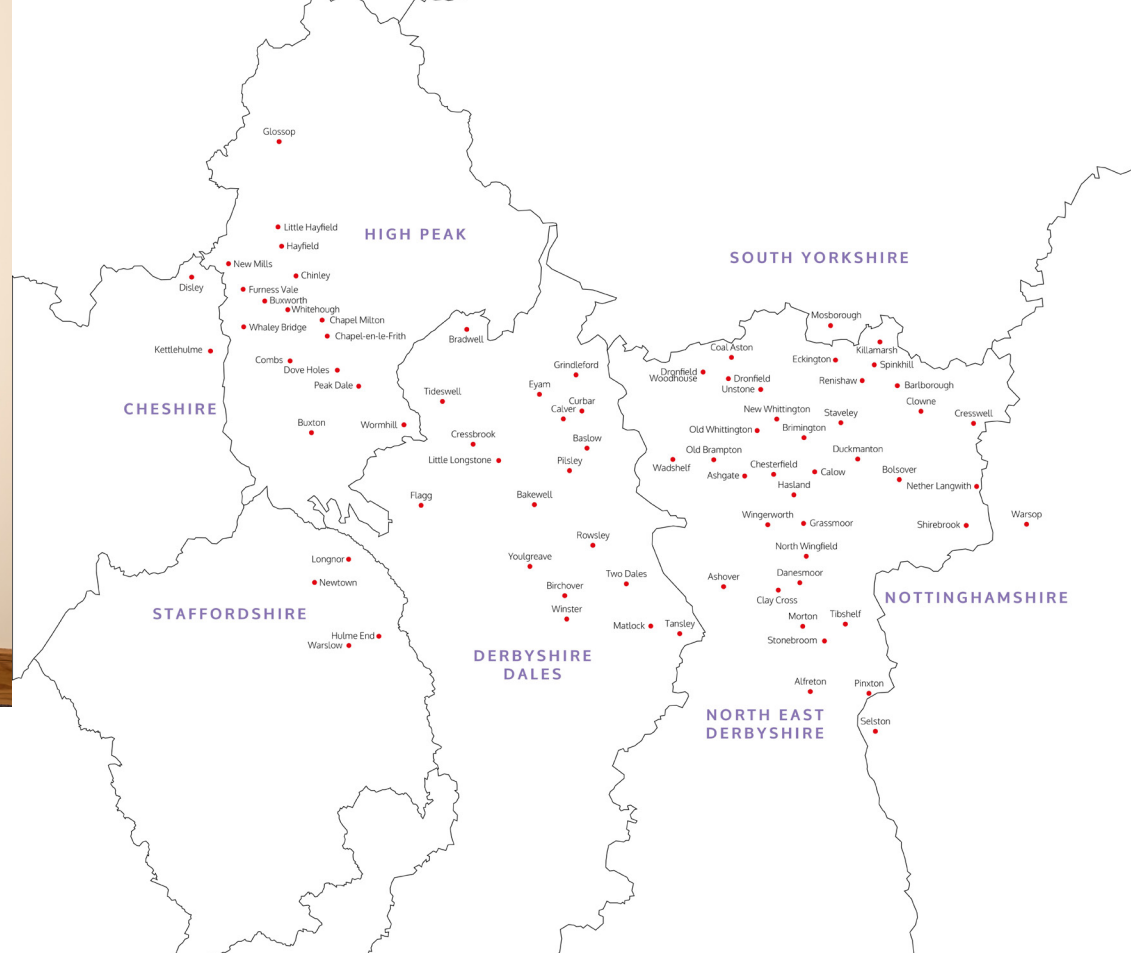 Glossop
Little Hayfield
HIGH PEAK
Hayfield
SOUTH YORKSHIRE
New Mills
Chinley
Disley
Furness Vale
Buxworth
Whitehough
Chapel Milton
Mosborough
Whaley Bridge
Chapel-en-le-Frith
Bradwell
Kettlehulme
Coal Aston
Killamarsh
Combs
Eckington
Spinkhill
Dove Holes
Grindleford
Dronfield
Woodhouse
Dronfield
Renishaw
Barlborough
Peak Dale
Eyam
Unstone
Tideswell
Curbar
Clowne
CHESHIRE
Calver
New Whittington
Staveley
Cresswell
Buxton
Wormhill
Old Whittington
Brimington
Cressbrook
Baslow
Old Brampton
Duckmanton
Little Longstone
Pilsley
Wadshelf
Chesterfield
Calow
Bolsover
Ashgate
Hasland
Nether Langwith
Flagg
Bakewell
Wingerworth
Grassmoor
Shirebrook
Warsop
Rowsley
North Wingfield
Longnor
Youlgreave
Newtown
Two Dales
Ashover
Danesmoor
Birchover
Clay Cross
NOTTINGHAMSHIRE
STAFFORDSHIRE
Winster
Morton
Tibshelf
Matlock
Tansley
Hulme End
Stonebroom
Warslow
DERBYSHIRE
DALES
Alfreton
Pinxton
NORTH EAST
DERBYSHIRE
Selston